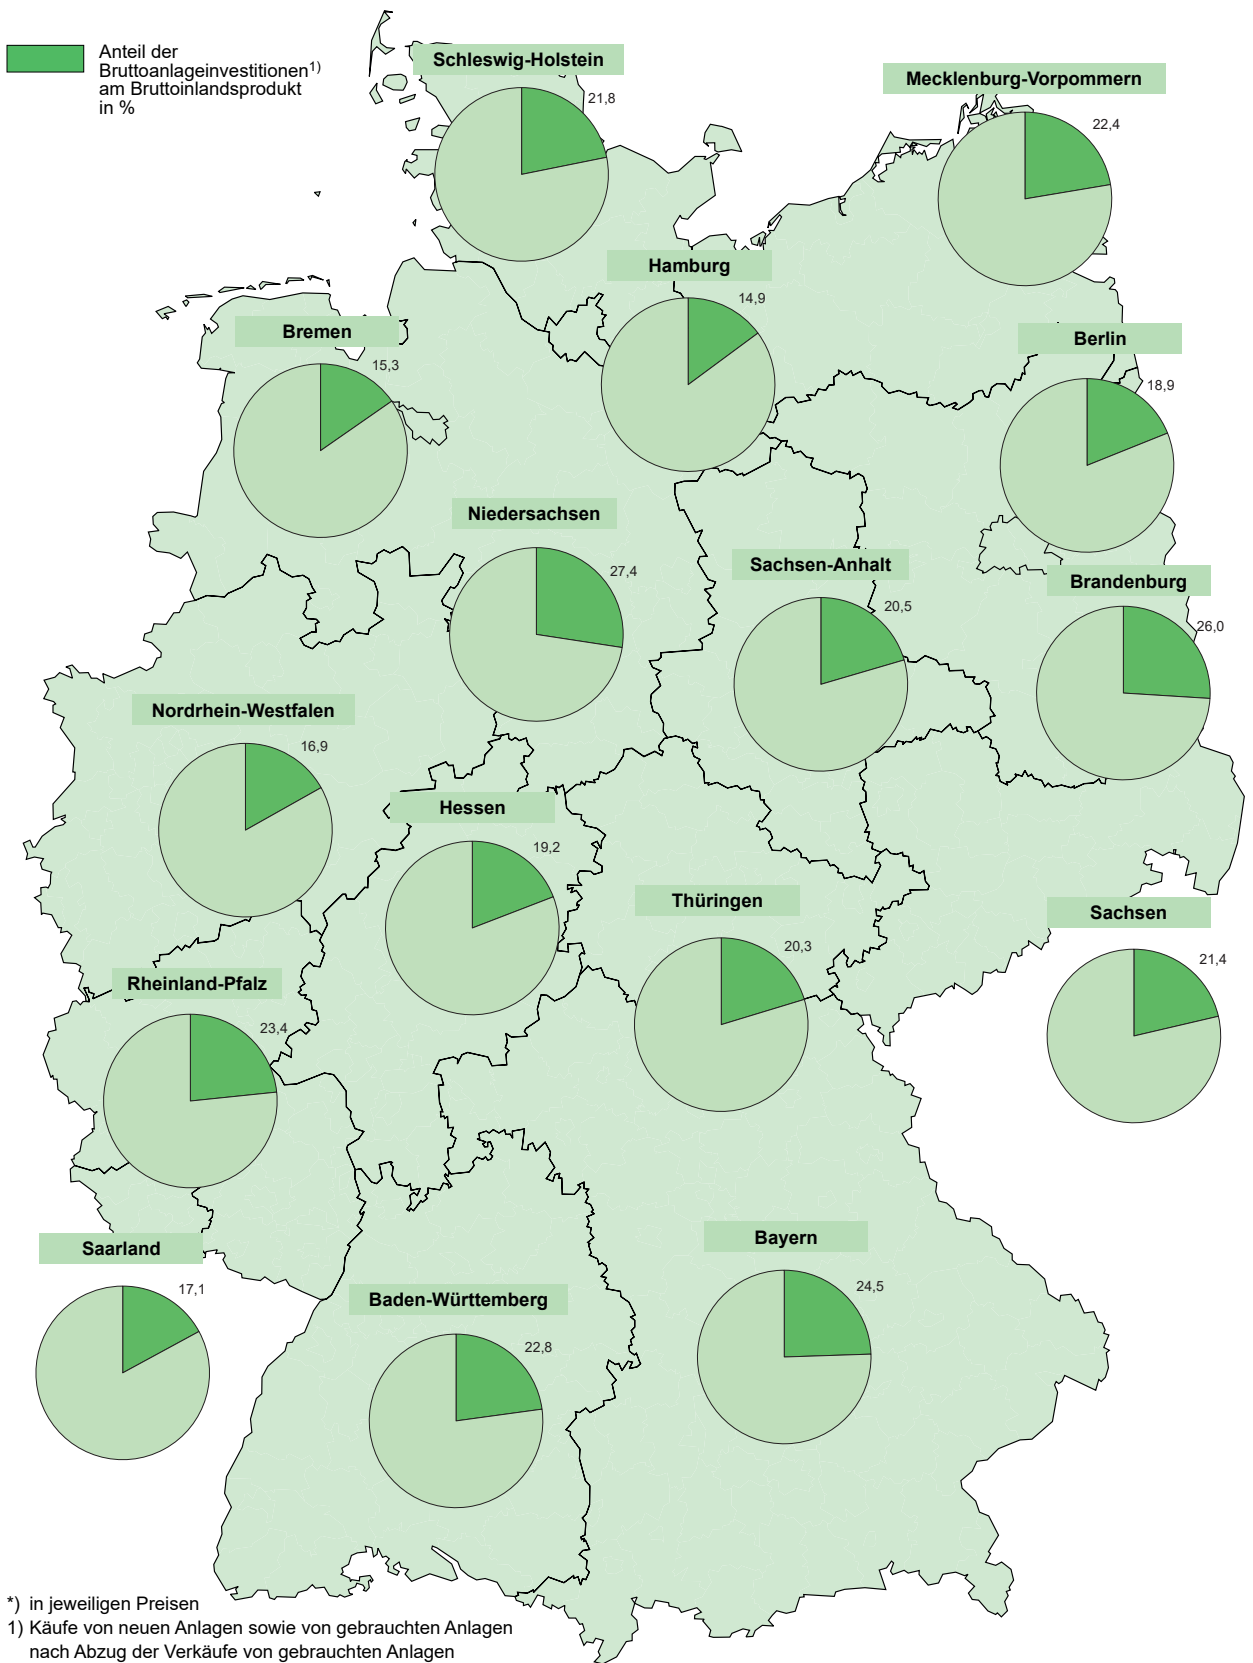 Anteil der
Bruttoanlageinvestitionen1)
am Bruttoinlandsprodukt
in %
Schleswig-Holstein
21,8
Mecklenburg-Vorpommern
22,4
Hamburg
14,9
Bremen
15,3
Berlin
18,9
Niedersachsen
27,4
Sachsen-Anhalt
20,5
Brandenburg
26,0
Nordrhein-Westfalen
16,9
Hessen
19,2
Thüringen
20,3
Sachsen
21,4
Rheinland-Pfalz
23,4
Saarland
17,1
Bayern
24,5
Baden-Württemberg
22,8
*) in jeweiligen Preisen
1) Käufe von neuen Anlagen sowie von gebrauchten Anlagen
nach Abzug der Verkäufe von gebrauchten Anlagen